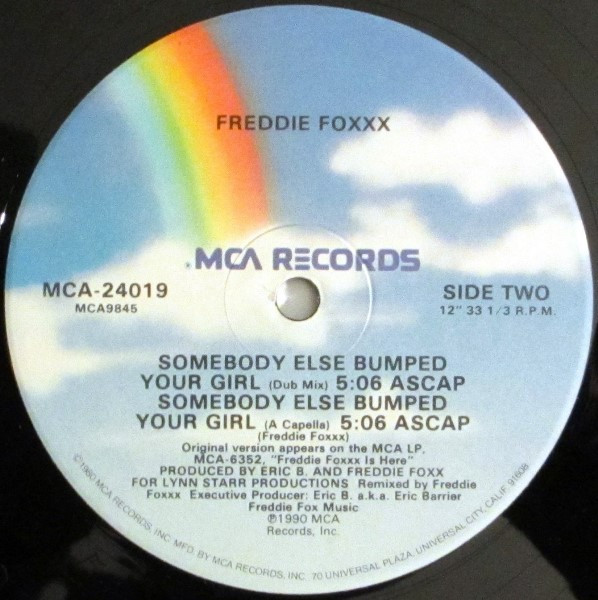 FREDDIE FOXXX
MCA RECORDS
MCA-24019
MCA9845
SIDE TWO
12" 33 1/3 R.P.M.
SOMEBODY ELSE BUMPED
YOUR GIRL (Dub Mix) 5:06 ASCAP
SOMEBODY ELSE BUMPED
YOUR GIRL (A Capella) 5:06 ASCAP
(Freddie Foxxx)
Original version appears on the MCA LP,
MCA-6352, "Freddie Foxxx Is Here"
PRODUCED BY ERIC B. AND FREDDIE FOXX
FOR LYNN STARR PRODUCTIONS Remixed by Freddie
Foxxx Executive Producer: Eric B. a.k.a. Eric Barrier
Freddie Fox Music
℗1990 MCA
Records, Inc.
©1990 MCA RECORDS, INC. MFD. BY MCA RECORDS, INC. 70 UNIVERSAL PLAZA, UNIVERSAL CITY, CALIF. 91608